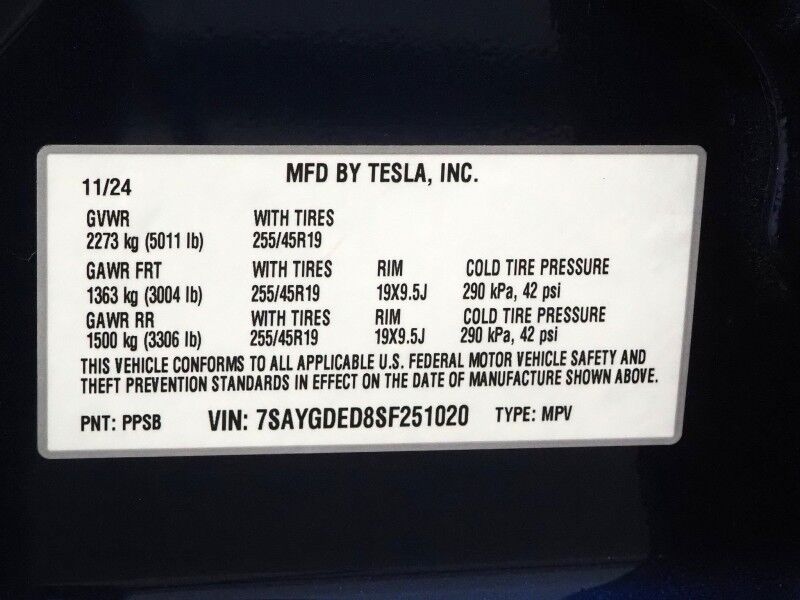 MFD BY TESLA, INC.
11/24
GVWR WITH TIRES
2273 kg (5011 lb) 255/45R19
GAWR FRT WITH TIRES RIM COLD TIRE PRESSURE
1363 kg (3004 lb) 255/45R19 19X9.5J 290 kPa, 42 psi
GAWR RR WITH TIRES RIM COLD TIRE PRESSURE
1500 kg (3306 lb) 255/45R19 19X9.5J 290 kPa, 42 psi
THIS VEHICLE CONFORMS TO ALL APPLICABLE U.S. FEDERAL MOTOR VEHICLE SAFETY AND
THEFT PREVENTION STANDARDS IN EFFECT ON THE DATE OF MANUFACTURE SHOWN ABOVE.
PNT: PPSB VIN: 7SAYGDED8SF251020 TYPE: MPV